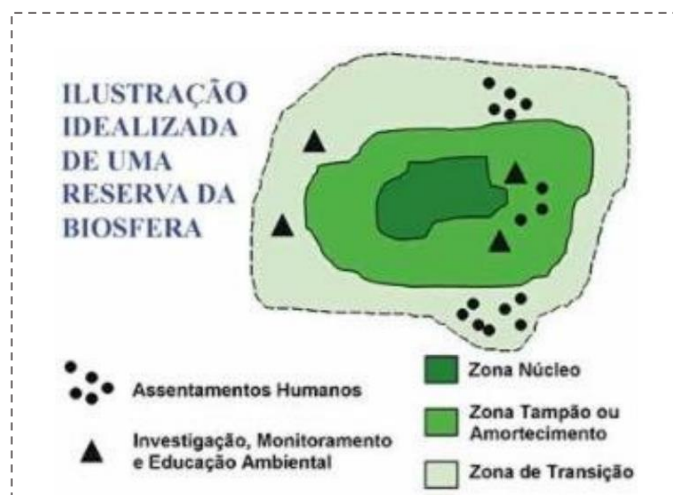 ILUSTRAÇÃO
IDEALIZADA
DE UMA
RESERVA DA
BIOSFERA
Assentamentos Humanos
Investigação, Monitoramento
e Educação Ambiental
Zona Núcleo
Zona Tampão ou
Amortecimento
Zona de Transição